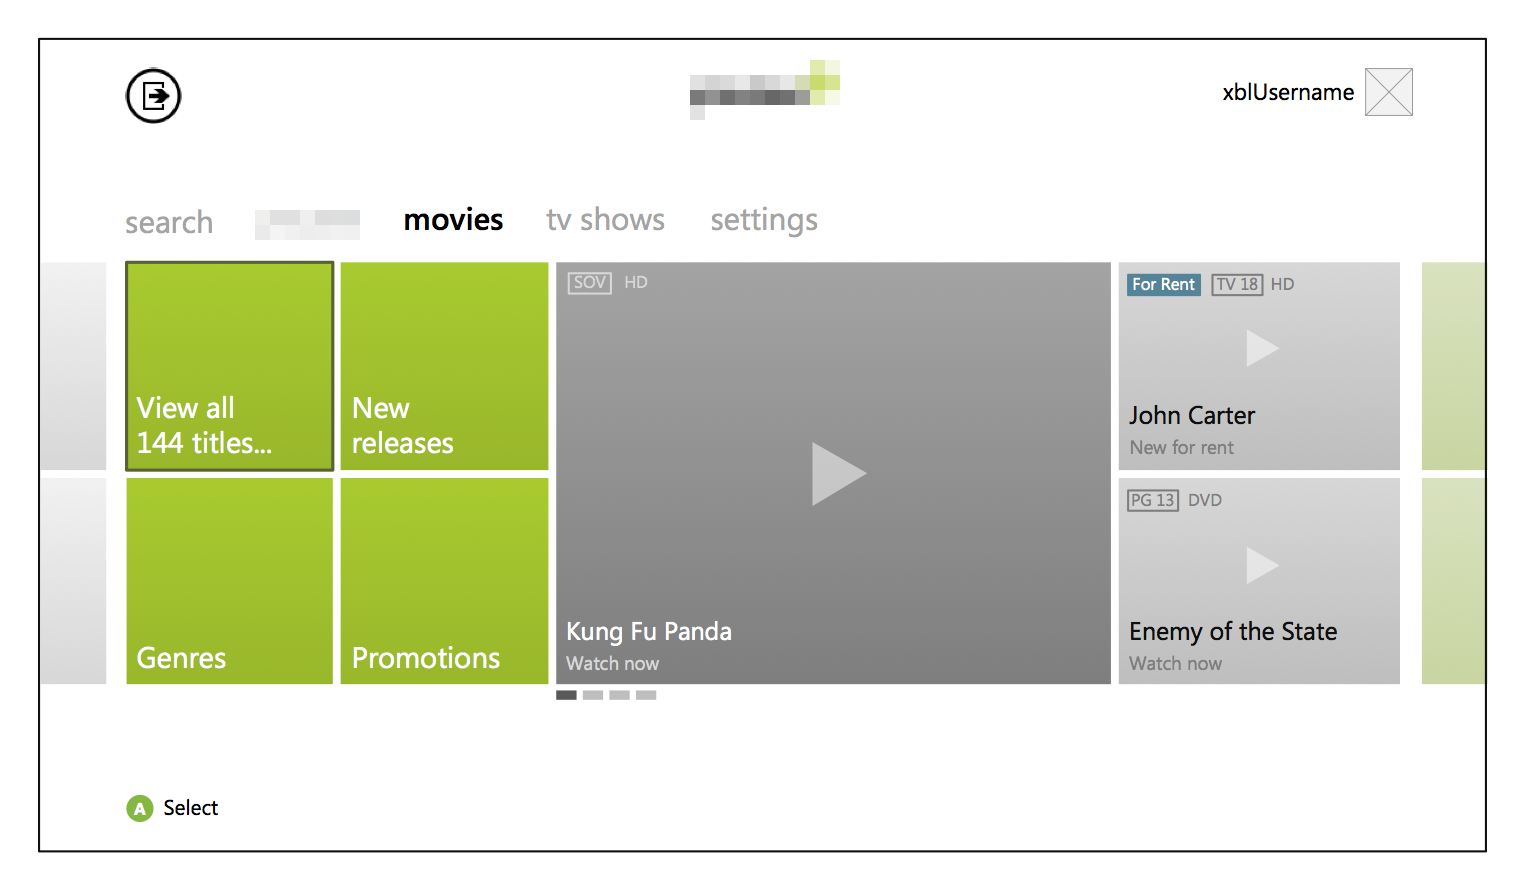 xblUsername
search
movies
tv shows
settings
View all
144 titles...
New
releases
Genres
Promotions
SOV HD
Kung Fu Panda
Watch now
For Rent TV 18 HD
John Carter
New for rent
PG 13 DVD
Enemy of the State
Watch now
A Select